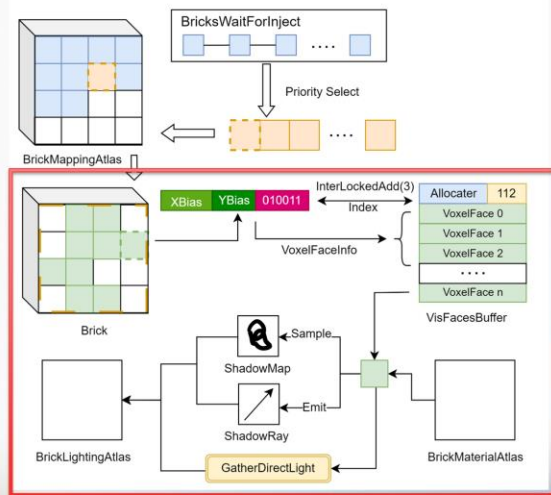 BricksWaitForInject
....
Priority Select
....
BrickMappingAtlas
XBias YBias 010011
InterLockedAdd(3)
Index
Allocater 112
VoxelFace 0
VoxelFace 1
VoxelFace 2
....
VoxelFace n
VoxelFaceInfo
Brick
VisFacesBuffer
Sample
ShadowMap
Emit
ShadowRay
BrickLightingAtlas
GatherDirectLight
BrickMaterialAtlas